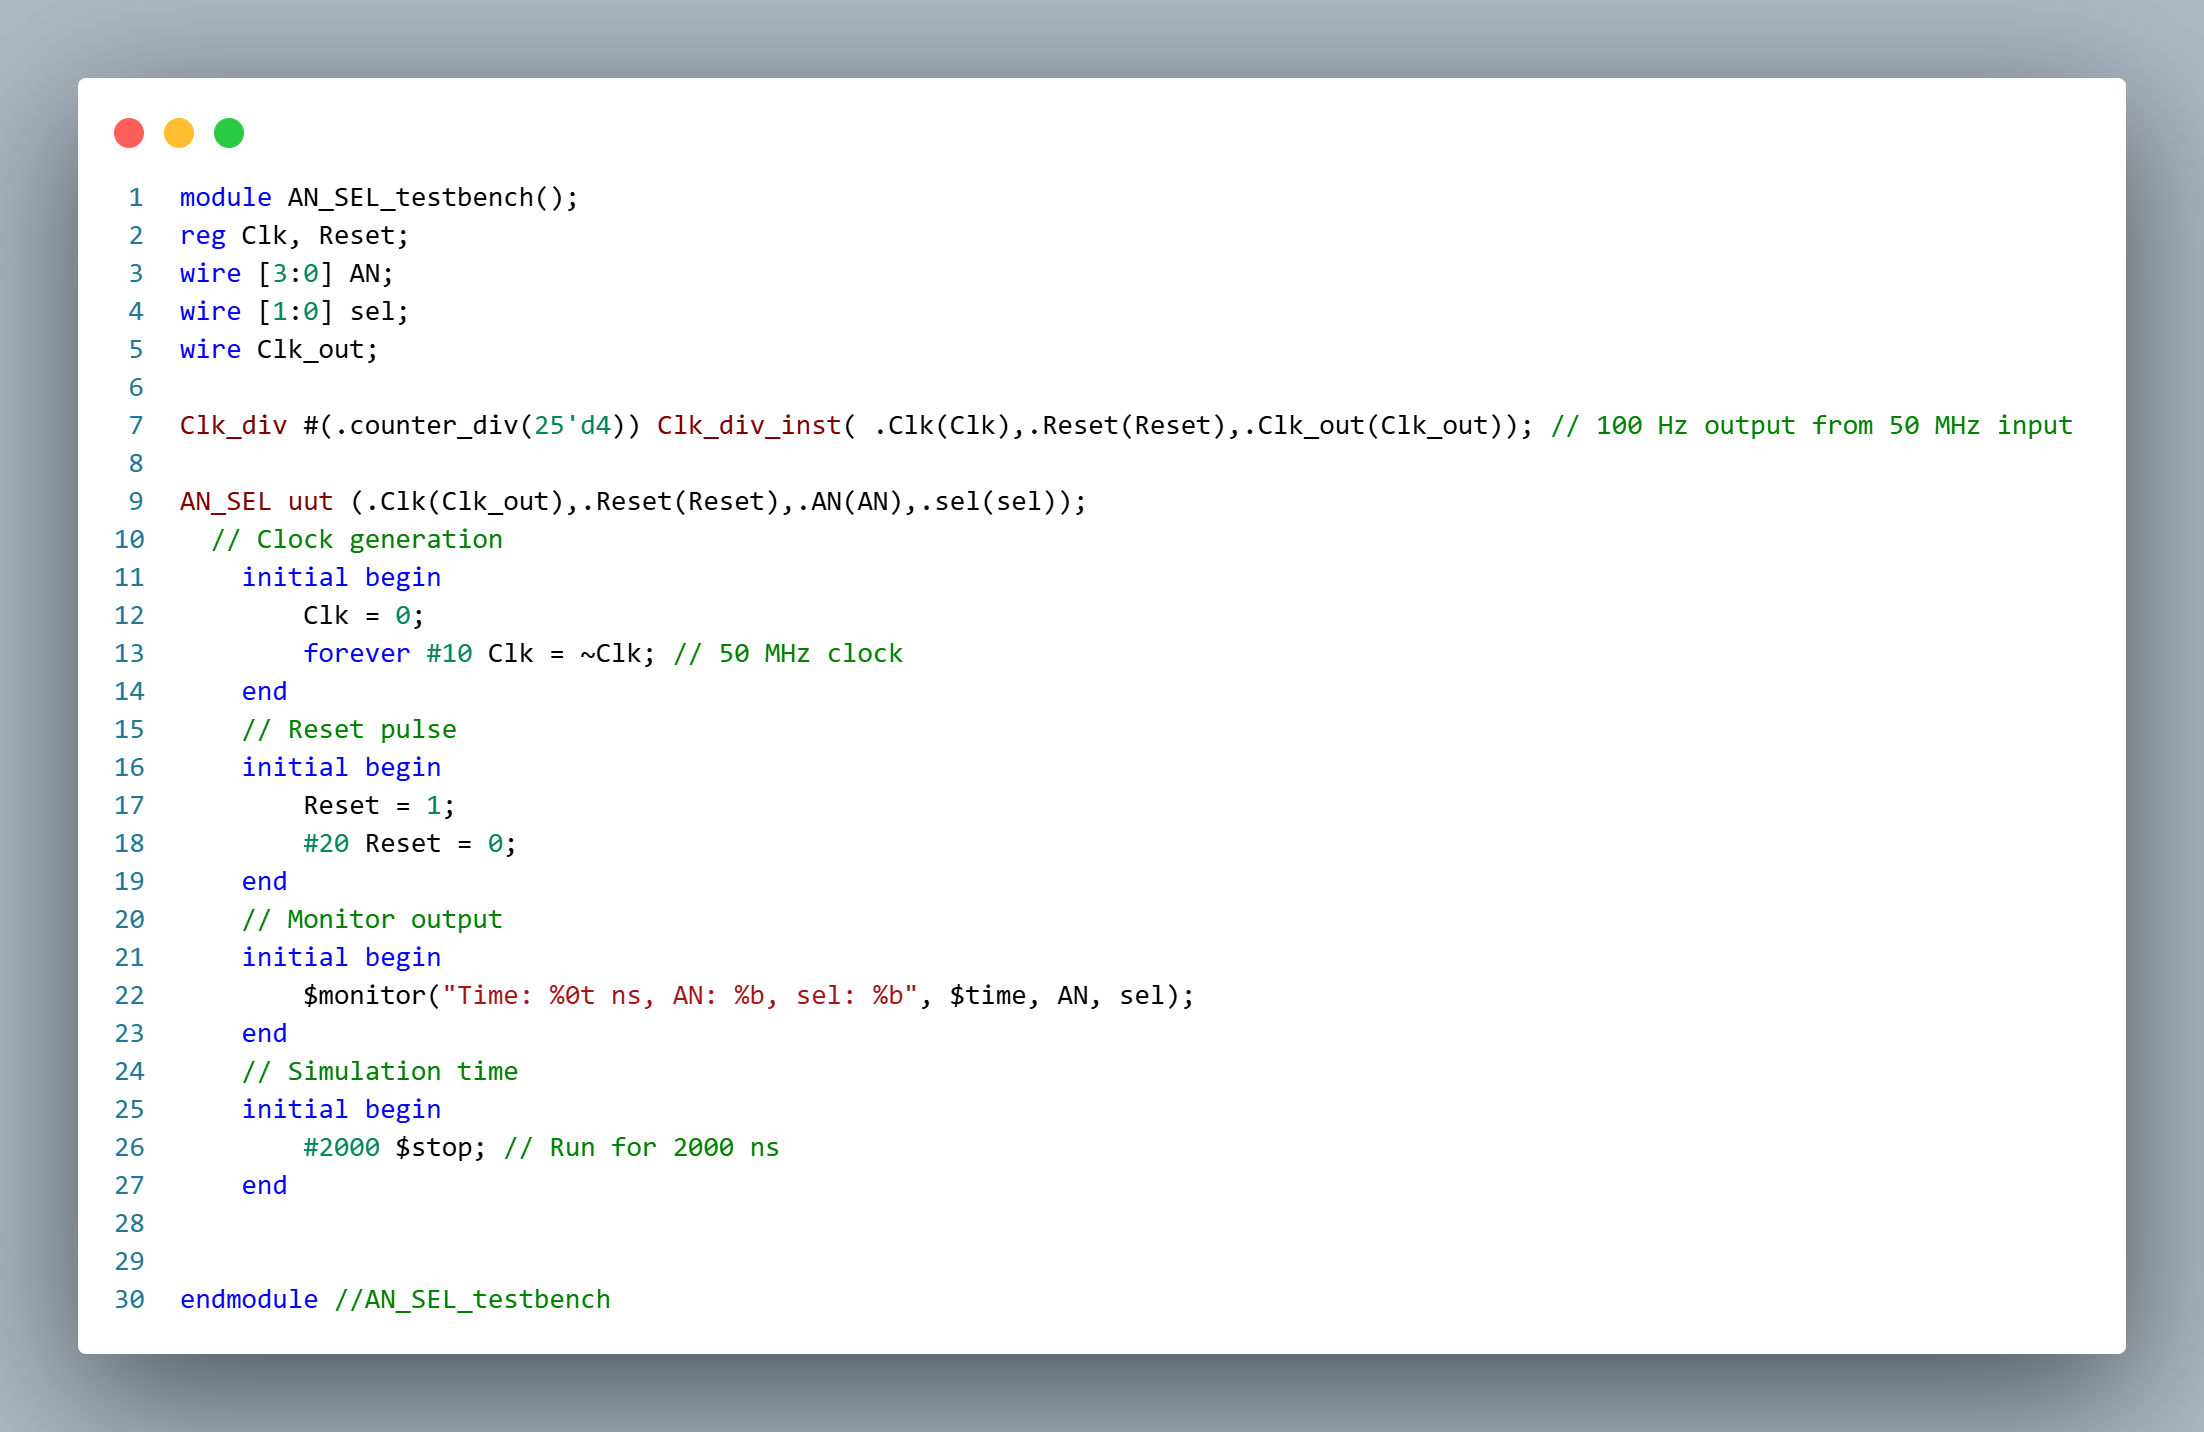 1 module AN_SEL_testbench();
2 reg Clk, Reset;
3 wire [3:0] AN;
4 wire [1:0] sel;
5 wire Clk_out;
6
7 Clk_div #(.counter_div(25'd4)) Clk_div_inst( .Clk(Clk),.Reset(Reset),.Clk_out(Clk_out)); // 100 Hz output from 50 MHz input
8
9 AN_SEL uut (.Clk(Clk_out),.Reset(Reset),.AN(AN),.sel(sel));
10   // Clock generation
11     initial begin
12         Clk = 0;
13         forever #10 Clk = ~Clk; // 50 MHz clock
14     end
15     // Reset pulse
16     initial begin
17         Reset = 1;
18         #20 Reset = 0;
19     end
20     // Monitor output
21     initial begin
22         $monitor("Time: %0t ns, AN: %b, sel: %b", $time, AN, sel);
23     end
24     // Simulation time
25     initial begin
26         #2000 $stop; // Run for 2000 ns
27     end
28
29
30 endmodule //AN_SEL_testbench